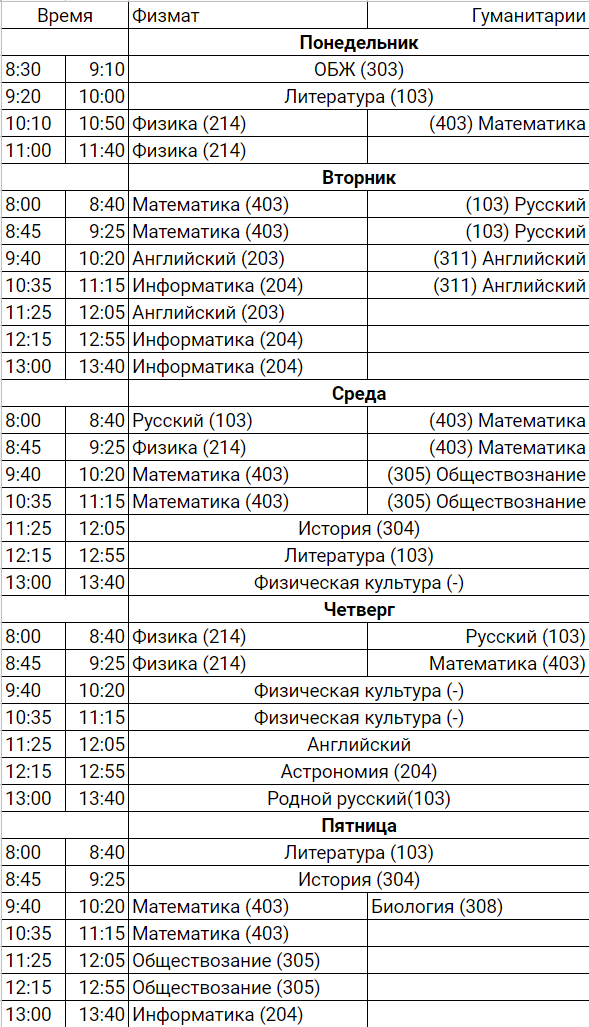 Время Физмат Гуманитарии
Понедельник
8:30 9:10 ОБЖ (303)
9:20 10:00 Литература (103)
10:10 10:50 Физика (214) (403) Математика
11:00 11:40 Физика (214)
Вторник
8:00 8:40 Математика (403) (103) Русский
8:45 9:25 Математика (403) (103) Русский
9:40 10:20 Английский (203) (311) Английский
10:35 11:15 Информатика (204) (311) Английский
11:25 12:05 Английский (203)
12:15 12:55 Информатика (204)
13:00 13:40 Информатика (204)
Среда
8:00 8:40 Русский (103) (403) Математика
8:45 9:25 Физика (214) (403) Математика
9:40 10:20 Математика (403) (305) Обществознание
10:35 11:15 Математика (403) (305) Обществознание
11:25 12:05 История (304)
12:15 12:55 Литература (103)
13:00 13:40 Физическая культура (-)
Четверг
8:00 8:40 Физика (214) Русский (103)
8:45 9:25 Физика (214) Математика (403)
9:40 10:20 Физическая культура (-)
10:35 11:15 Физическая культура (-)
11:25 12:05 Английский
12:15 12:55 Астрономия (204)
13:00 13:40 Родной русский(103)
Пятница
8:00 8:40 Литература (103)
8:45 9:25 История (304)
9:40 10:20 Математика (403) Биология (308)
10:35 11:15 Математика (403)
11:25 12:05 Обществозание (305)
12:15 12:55 Обществозание (305)
13:00 13:40 Информатика (204)